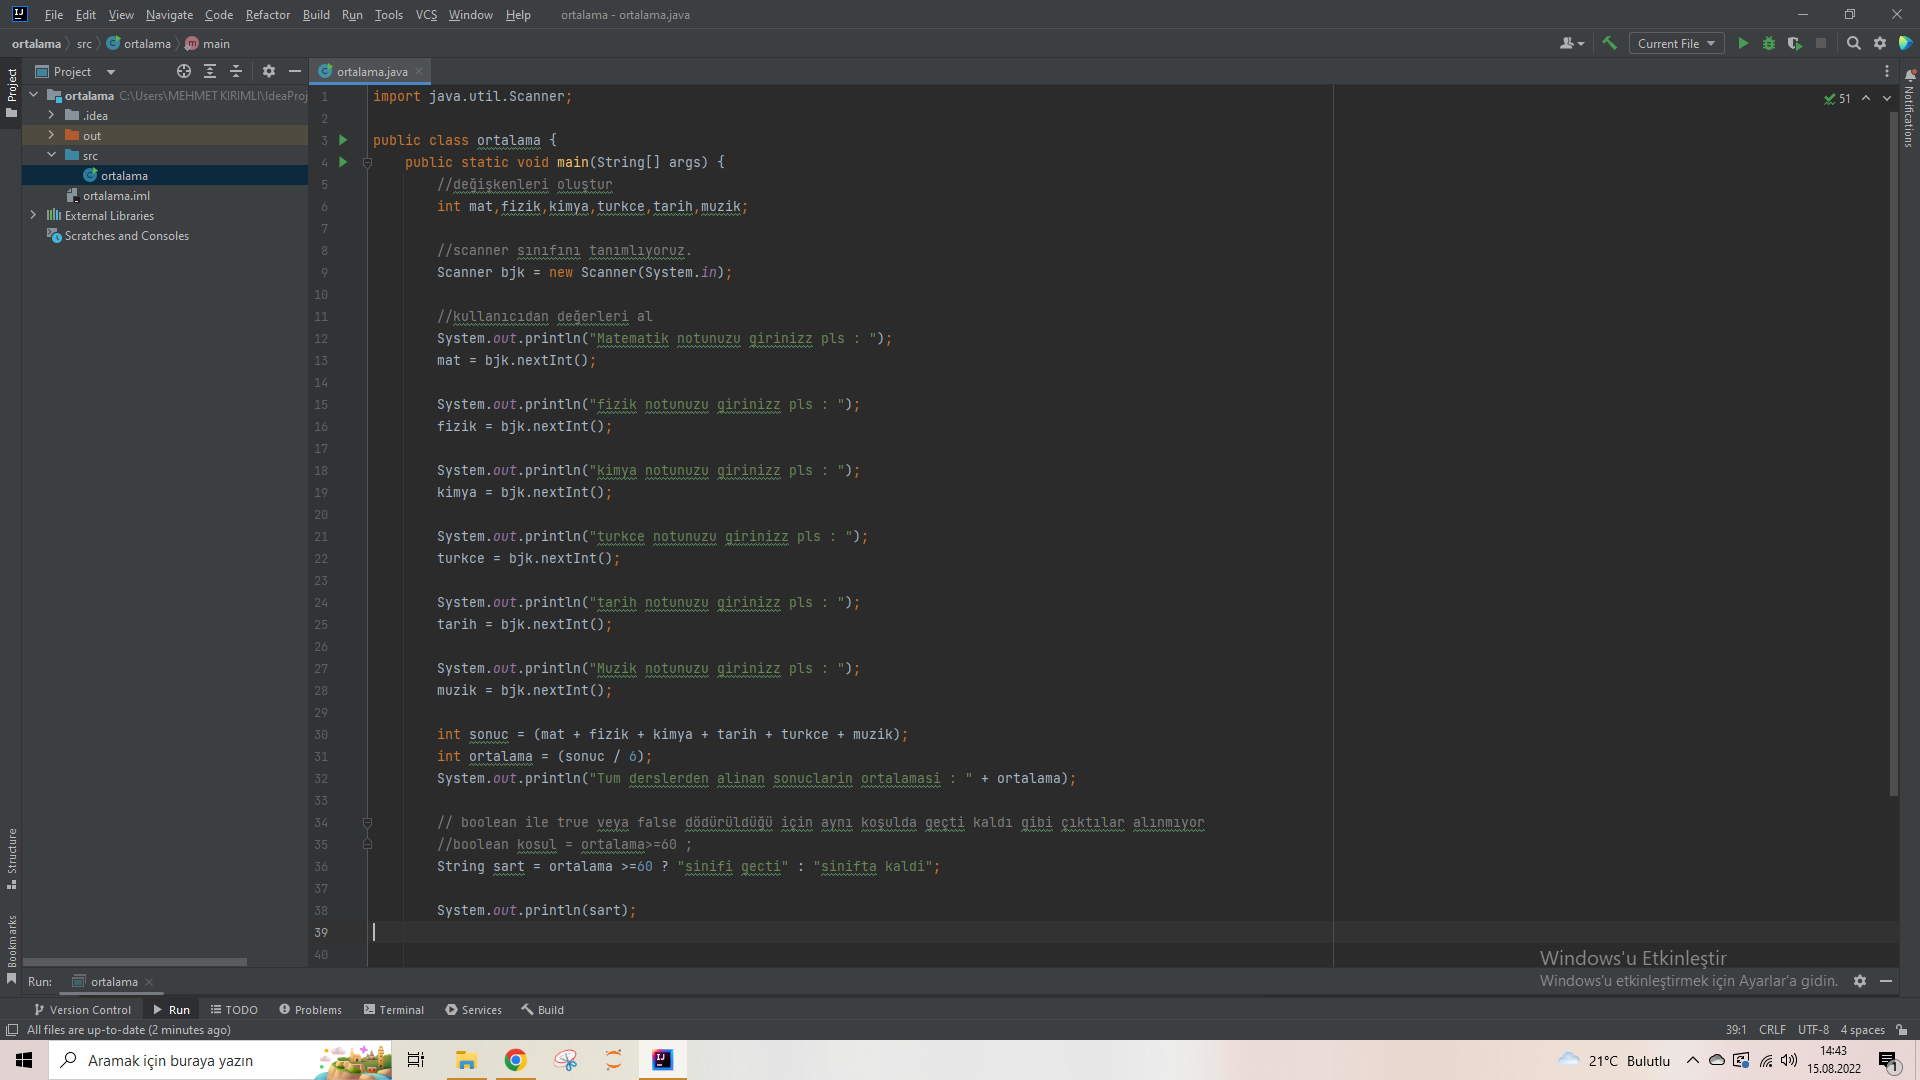 File Edit View Navigate Code Refactor Build Run Tools VCS Window Help ortalama - ortalama.java
ortalama src ortalama main Current File
Project ortalama.java
ortalama C:\Users\MEHMET KIRIMLI\IdeaProj
.idea
out
src
ortalama
ortalama.iml
External Libraries
Scratches and Consoles
Project
Structure
Bookmarks
Notifications
51
1 import java.util.Scanner;
2
3 public class ortalama {
4 public static void main(String[] args) {
5 //değişkenleri oluştur
6 int mat,fizik,kimya,turkce,tarih,muzik;
7
8 //scanner sınıfını tanımlıyoruz.
9 Scanner bjk = new Scanner(System.in);
10
11 //kullanıcıdan değerleri al
12 System.out.println("Matematik notunuzu girinizz pls : ");
13 mat = bjk.nextInt();
14
15 System.out.println("fizik notunuzu girinizz pls : ");
16 fizik = bjk.nextInt();
17
18 System.out.println("kimya notunuzu girinizz pls : ");
19 kimya = bjk.nextInt();
20
21 System.out.println("turkce notunuzu girinizz pls : ");
22 turkce = bjk.nextInt();
23
24 System.out.println("tarih notunuzu girinizz pls : ");
25 tarih = bjk.nextInt();
26
27 System.out.println("Muzik notunuzu girinizz pls : ");
28 muzik = bjk.nextInt();
29
30 int sonuc = (mat + fizik + kimya + tarih + turkce + muzik);
31 int ortalama = (sonuc / 6);
32 System.out.println("Tum derslerden alinan sonuclarin ortalamasi : " + ortalama);
33
34 // boolean ile true veya false dödürüldüğü için aynı koşulda geçti kaldı gibi çıktılar alınmıyor
35 //boolean kosul = ortalama>=60 ;
36 String sart = ortalama >=60 ? "sinifi gecti" : "sinifta kaldi";
37
38 System.out.println(sart);
39
40
Windows'u Etkinleştir
Windows'u etkinleştirmek için Ayarlar'a gidin.
Run: ortalama
Version Control Run TODO Problems Terminal Services Build
All files are up-to-date (2 minutes ago) 39:1 CRLF UTF-8 4 spaces
Aramak için buraya yazın 21°C Bulutlu 14:43
15.08.2022 1